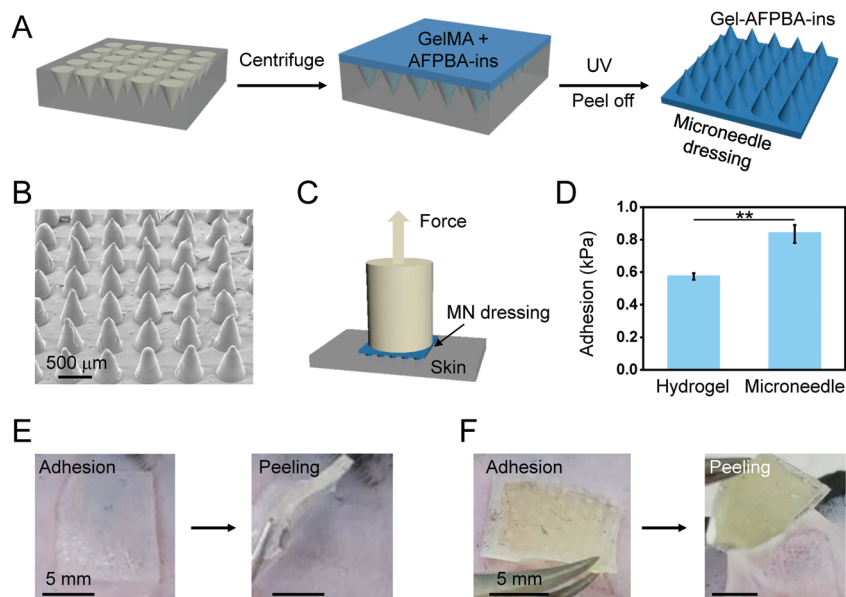 A
Centrifuge
GelMA +
AFPBA-ins
UV
Peel off
Gel-AFPBA-ins
Microneedle
dressing
B
500 μm
C
Force
MN dressing
Skin
D
Adhesion (kPa)
1.0
0.8
0.6
0.4
0.2
0.0
**
Hydrogel
Microneedle
E
Adhesion
5 mm
Peeling
F
Adhesion
5 mm
Peeling